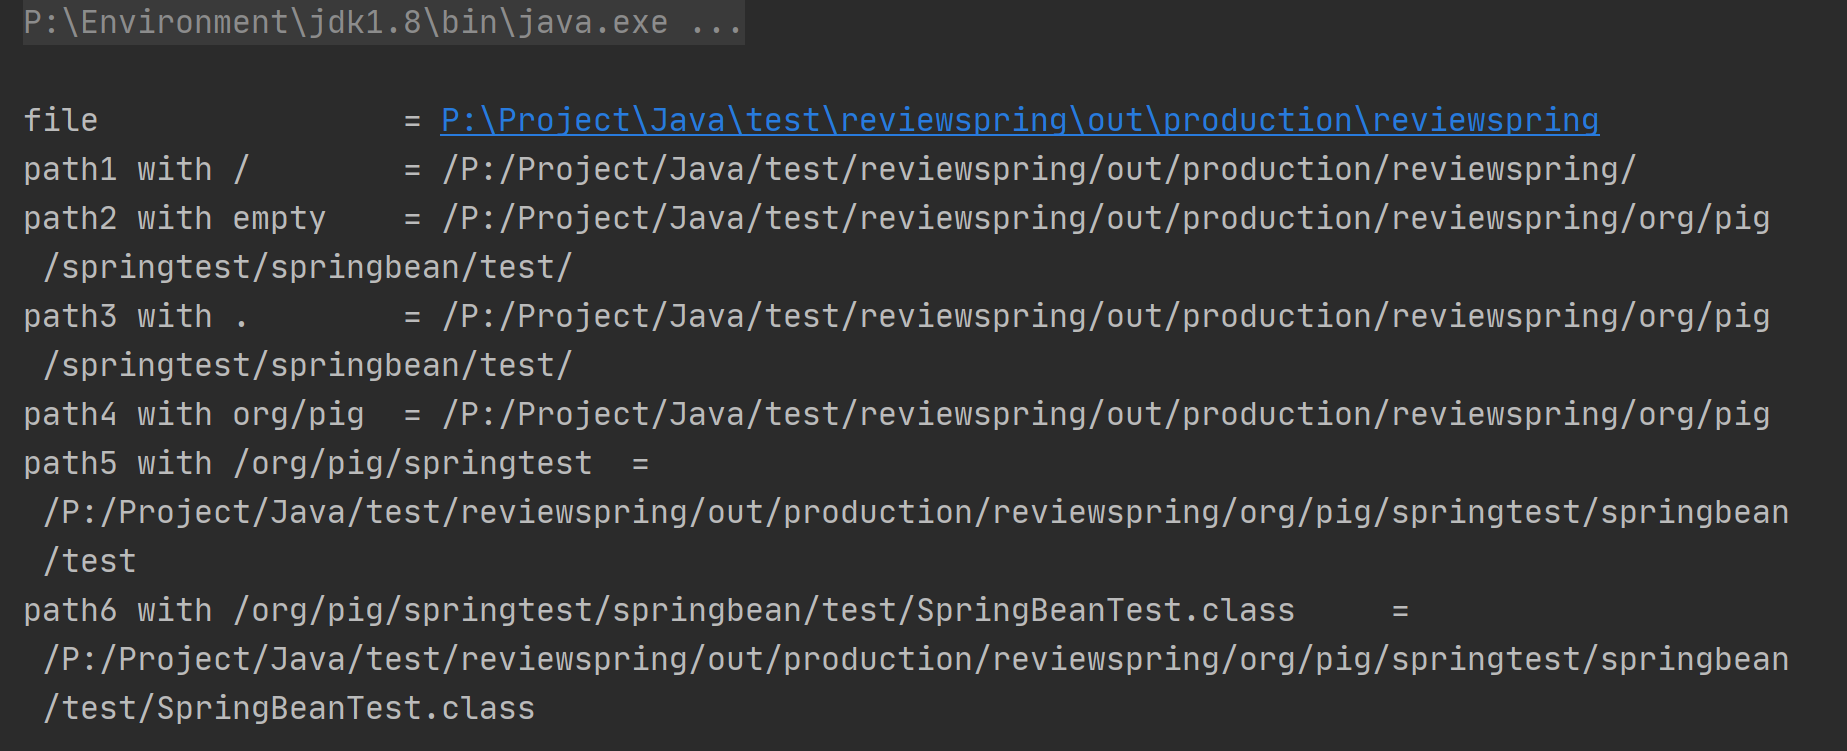 P:\Environment\jdk1.8\bin\java.exe ...
file = P:\Project\Java\test\reviewspring\out\production\reviewspring
path1 with / = /P:/Project/Java/test/reviewspring/out/production/reviewspring/
path2 with empty = /P:/Project/Java/test/reviewspring/out/production/reviewspring/org/pig
/springtest/springbean/test/
path3 with . = /P:/Project/Java/test/reviewspring/out/production/reviewspring/org/pig
/springtest/springbean/test/
path4 with org/pig = /P:/Project/Java/test/reviewspring/out/production/reviewspring/org/pig
path5 with /org/pig/springtest =
/P:/Project/Java/test/reviewspring/out/production/reviewspring/org/pig/springtest/springbean
/test
path6 with /org/pig/springtest/springbean/test/SpringBeanTest.class =
/P:/Project/Java/test/reviewspring/out/production/reviewspring/org/pig/springtest/springbean
/test/SpringBeanTest.class